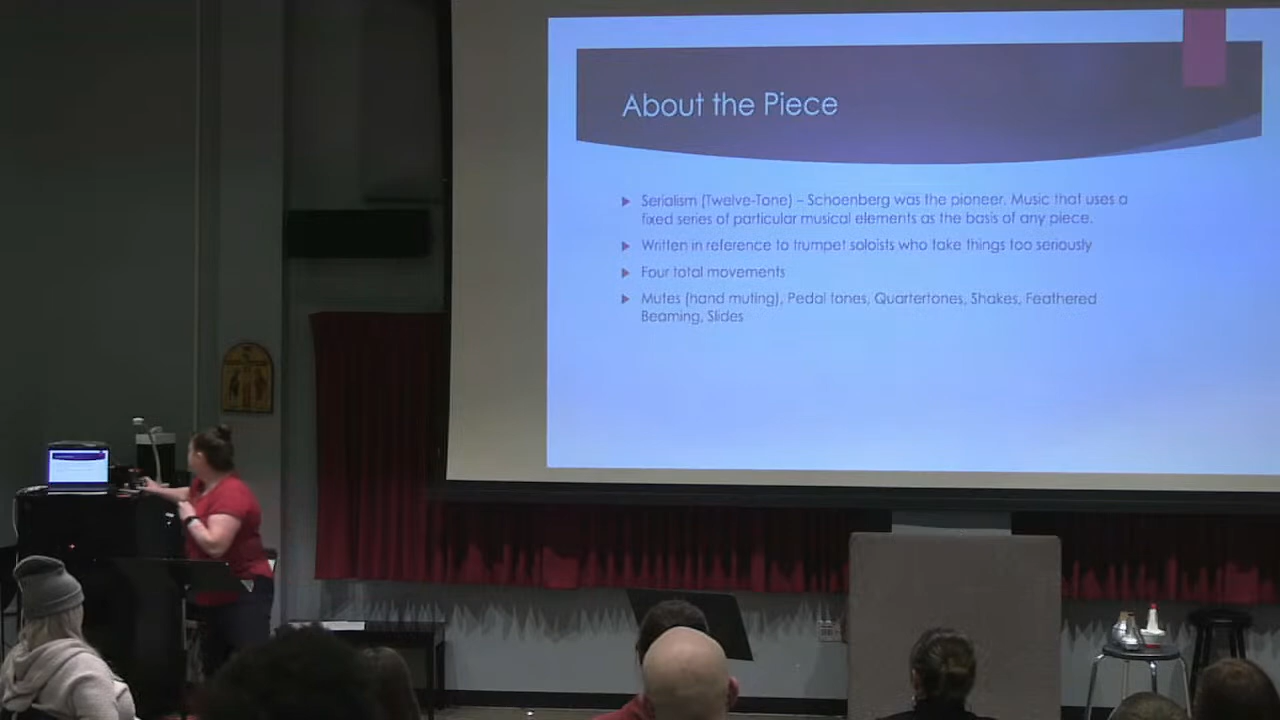 About the Piece
Serialism (Twelve-Tone) – Schoenberg was the pioneer. Music that uses a
fixed series of particular musical elements as the basis of any piece.
Written in reference to trumpet soloists who take things too seriously
Four total movements
Mutes (hand muting), Pedal tones, Quartertones, Shakes, Feathered
Beaming, Slides